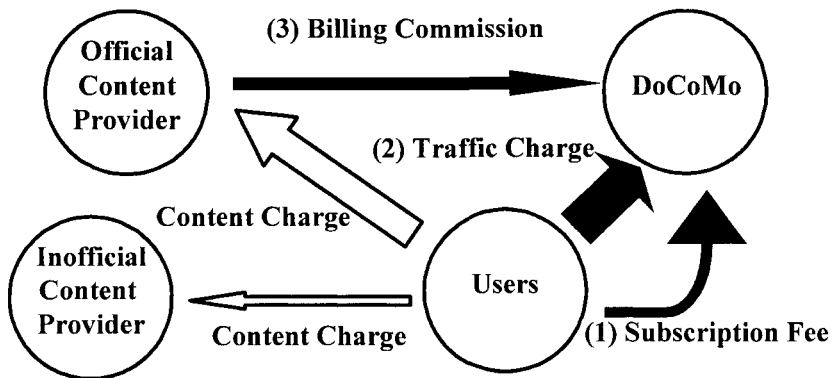 (3) Billing Commission
Official
Content
Provider
DoCoMo
(2) Traffic Charge
Content Charge
Inofficial
Content
Provider
Users
Content Charge
(1) Subscription Fee